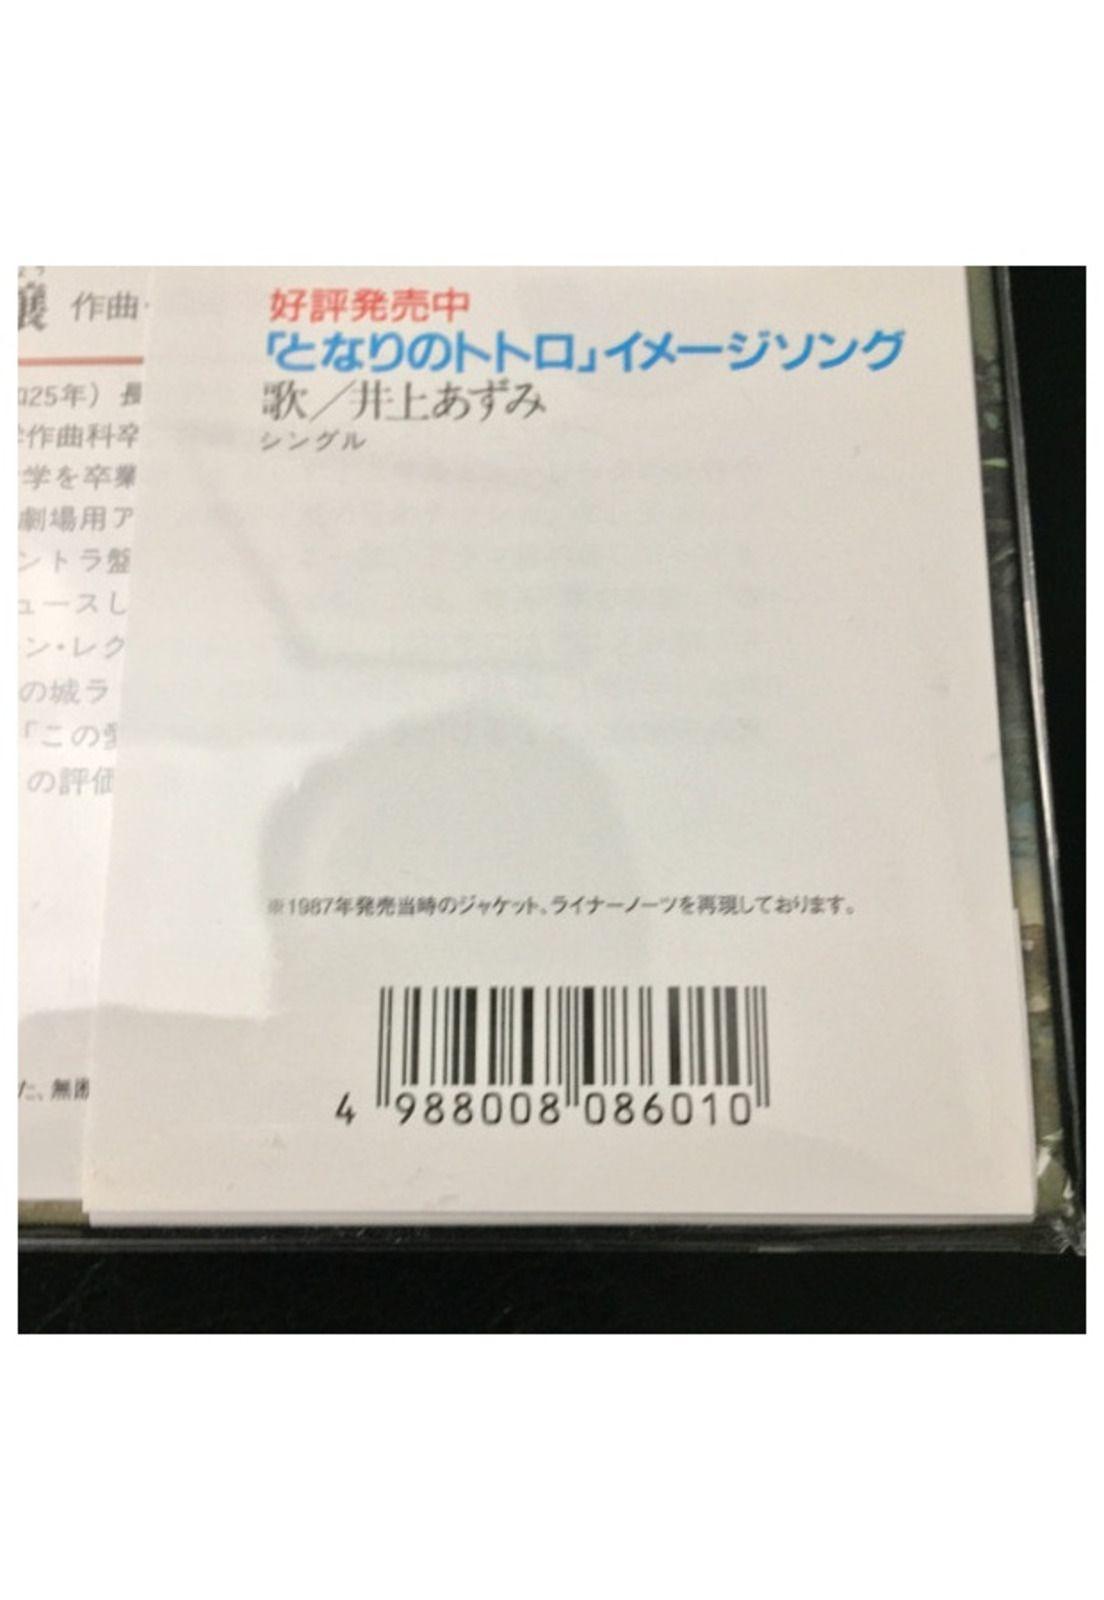 作曲
好評発売中
「となりのトトロ」イメージソング
歌/井上あずみ
シングル
25年) 長
作曲科卒
学を卒業
劇場用ア
ントラ盤
ュースし
ン・レク
の城ラ
「この愛
の評価
※1987年発売当時のジャケット、ライナーノーツを再現しております。
た、無断
4 988008 086010